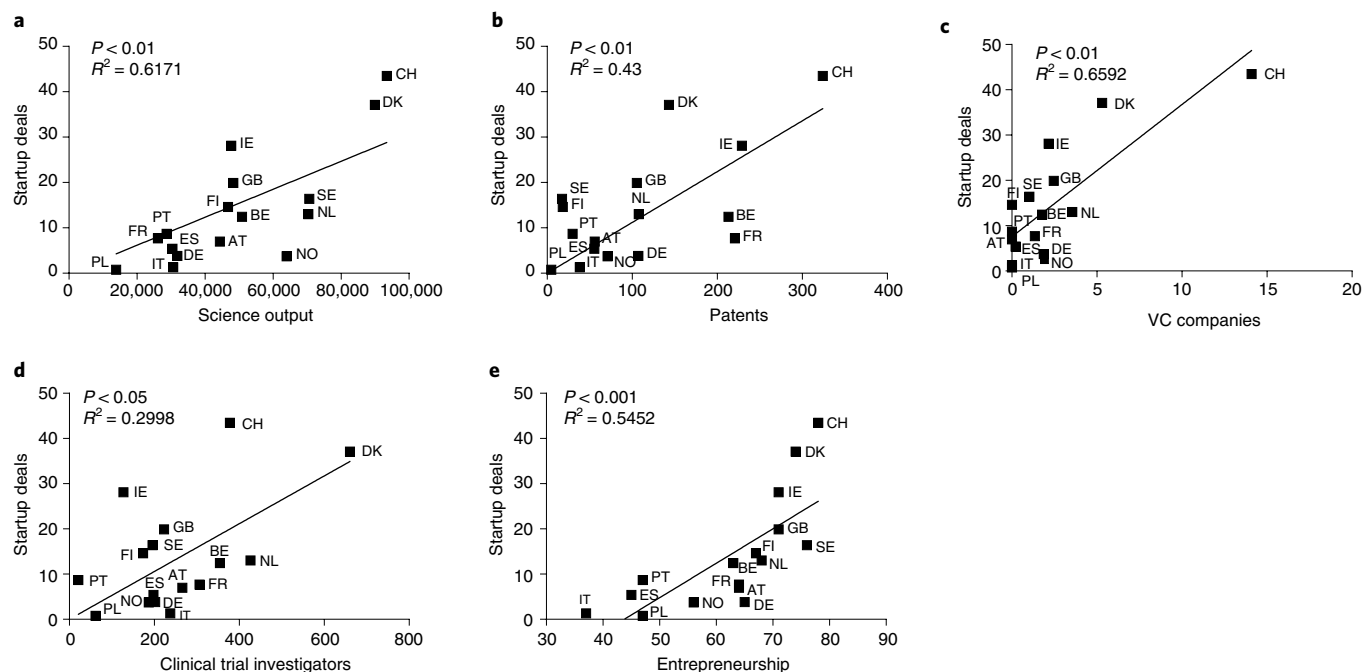 a
P < 0.01
R² = 0.6171
Startup deals
50
40
30
20
10
0
CH
DK
IE
GB
FI
SE
BE
NL
PT
FR
ES
AT
DE
NO
PL
IT
0
20,000
40,000
60,000
80,000
100,000
Science output
b
P < 0.01
R² = 0.43
Startup deals
50
40
30
20
10
0
CH
DK
IE
GB
SE
FI
NL
BE
PT
AT
FR
ES
PL
IT
NO
DE
0
100
200
300
400
Patents
c
P < 0.01
R² = 0.6592
Startup deals
50
40
30
20
10
0
CH
DK
IE
GB
SE
FI
BE
NL
PT
FR
AT
ES
DE
IT
NO
PL
0
5
10
15
20
VC companies
d
P < 0.05
R² = 0.2998
Startup deals
50
40
30
20
10
0
CH
DK
IE
GB
SE
FI
BE
NL
PT
ES
AT
FR
NO
DE
PL
IT
0
200
400
600
800
Clinical trial investigators
e
P < 0.001
R² = 0.5452
Startup deals
50
40
30
20
10
0
CH
DK
IE
GB
SE
FI
BE
NL
PT
FR
AT
IT
ES
NO
DE
PL
30
40
50
60
70
80
90
Entrepreneurship